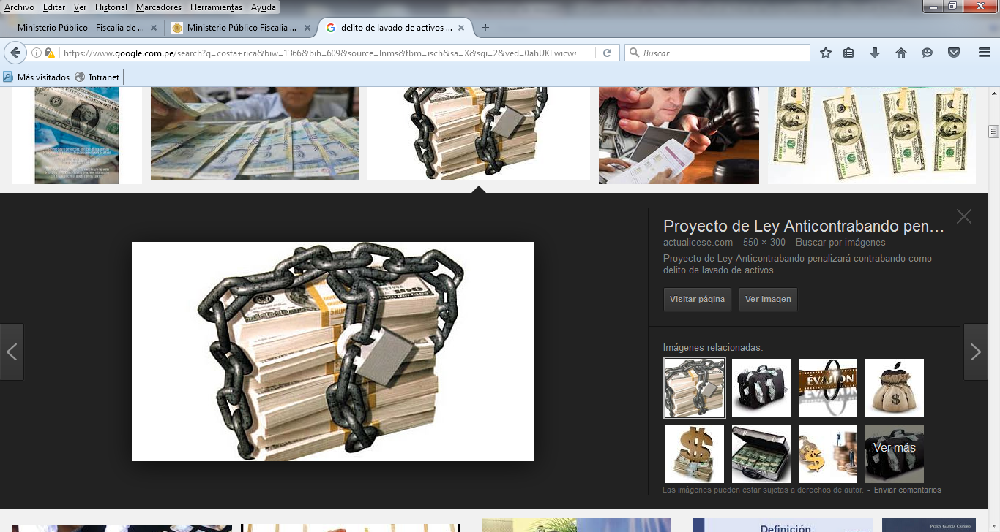 Archivo Editar Ver Historial Marcadores Herramientas Ayuda
Ministerio Público - Fiscalia de ... × Ministerio Público Fiscalia ... × delito de lavado de activos ... × +
https://www.google.com.pe/search?q=costa+rica&biw=1366&bih=609&source=lnms&tbm=isch&sa=X&sqi=2&ved=0ahUKEwicws
Buscar
Más visitados Intranet
Proyecto de Ley Anticontrabando pen...
actualicese.com - 550 × 300 - Buscar por imágenes
Proyecto de Ley Anticontrabando penalizará contrabando como
delito de lavado de activos
Visitar página Ver imagen
100
Imágenes relacionadas:
ÉVASION
$
$
Ver más
Las imágenes pueden estar sujetas a derechos de autor. - Enviar comentarios
Definición
PERCY GARCÍA CAVERO